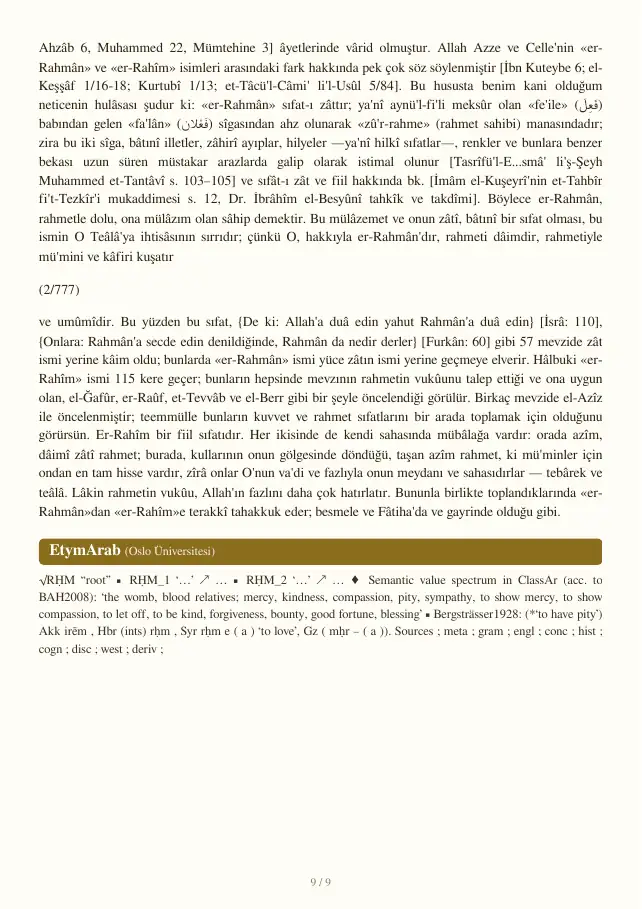 Ahzâb 6, Muhammed 22, Mümtehine 3] âyetlerinde vârid olmuştur. Allah Azze ve Celle'nin «er-
Rahmân» ve «er-Rahîm» isimleri arasındaki fark hakkında pek çok söz söylenmiştir [İbn Kuteybe 6; el-
Keşşâf 1/16-18; Kurtubî 1/13; et-Tâcü'l-Câmi' li'l-Usûl 5/84]. Bu hususta benim kani olduğum
neticenin hulâsası şudur ki: «er-Rahmân» sıfat-ı zâttır; ya'nî aynü'l-fi'li meksûr olan «fe'ile» (فَعِلَ)
babından gelen «fa'lân» (فَعْلان) sîgasından ahz olunarak «zû'r-rahme» (rahmet sahibi) manasındadır;
zira bu iki sîga, bâtınî illetler, zâhirî ayıplar, hilyeler —ya'nî hilkî sıfatlar—, renkler ve bunlara benzer
bekası uzun süren müstakar arazlarda galip olarak istimal olunur [Tasrîfü'l-E...smâ' li'ş-Şeyh
Muhammed et-Tantâvî s. 103–105] ve sıfât-ı zât ve fiil hakkında bk. [İmâm el-Kuşeyrî'nin et-Tahbîr
fi't-Tezkîr'i mukaddimesi s. 12, Dr. İbrâhîm el-Besyûnî tahkîk ve takdîmi]. Böylece er-Rahmân,
rahmetle dolu, ona mülâzım olan sâhip demektir. Bu mülâzemet ve onun zâtî, bâtınî bir sıfat olması, bu
ismin O Teâlâ'ya ihtisâsının sırrıdır; çünkü O, hakkıyla er-Rahmân'dır, rahmeti dâimdir, rahmetiyle
mü'mini ve kâfiri kuşatır
(2/777)
ve umûmîdir. Bu yüzden bu sıfat, {De ki: Allah'a duâ edin yahut Rahmân'a duâ edin} [İsrâ: 110],
{Onlara: Rahmân'a secde edin denildiğinde, Rahmân da nedir derler} [Furkân: 60] gibi 57 mevzide zât
ismi yerine kâim oldu; bunlarda «er-Rahmân» ismi yüce zâtın ismi yerine geçmeye elverir. Hâlbuki «er-
Rahîm» ismi 115 kere geçer; bunların hepsinde mevzının rahmetin vukûunu talep ettiği ve ona uygun
olan, el-Ğafûr, er-Raûf, et-Tevvâb ve el-Berr gibi bir şeyle öncelendiği görülür. Birkaç mevzide el-Azîz
ile öncelenmiştir; teemmülle bunların kuvvet ve rahmet sıfatlarını bir arada toplamak için olduğunu
görürsün. Er-Rahîm bir fiil sıfatıdır. Her ikisinde de kendi sahasında mübâlağa vardır: orada azîm,
dâimî zâtî rahmet; burada, kullarının onun gölgesinde döndüğü, taşan azîm rahmet, ki mü'minler için
ondan en tam hisse vardır, zîrâ onlar O'nun va'di ve fazlıyla onun meydanı ve sahasıdırlar — tebârek ve
teâlâ. Lâkin rahmetin vukûu, Allah'ın fazlını daha çok hatırlatır. Bununla birlikte toplandıklarında «er-
Rahmân»dan «er-Rahîm»e terakkî tahakkuk eder; besmele ve Fâtiha'da ve gayrinde olduğu gibi.
EtymArab (Oslo Üniversitesi)
√RḤM “root” ▪ RḤM_1 ‘…’ ↗ … ▪ RḤM_2 ‘…’ ↗ … ♦ Semantic value spectrum in ClassAr (acc. to
BAH2008): ‘the womb, blood relatives; mercy, kindness, compassion, pity, sympathy, to show mercy, to show
compassion, to let off, to be kind, forgiveness, bounty, good fortune, blessing’ ▪ Bergsträsser1928: (*‘to have pity’)
Akk irēm , Hbr (ints) rḥm , Syr rḥm e ( a ) ‘to love’, Gz ( mḥr – ( a )). Sources ; meta ; gram ; engl ; conc ; hist ;
cogn ; disc ; west ; deriv ;
9 / 9